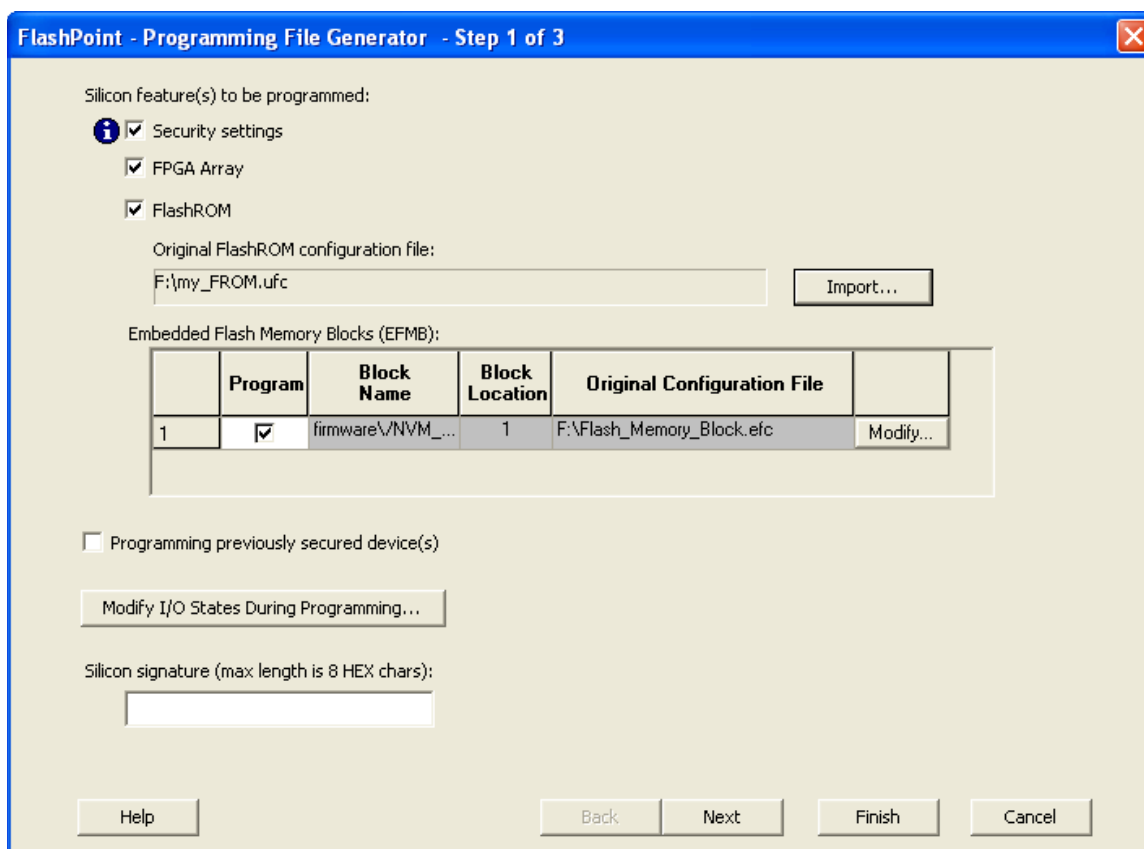 FlashPoint - Programming File Generator - Step 1 of 3
Silicon feature(s) to be programmed:
Security settings
FPGA Array
FlashROM
Original FlashROM configuration file:
F:\my_FROM.ufc
Import...
Embedded Flash Memory Blocks (EFMB):
Program Block Name Block Location Original Configuration File
1 firmware\/NVM_... 1 F:\Flash_Memory_Block.efc Modify...
Programming previously secured device(s)
Modify I/O States During Programming...
Silicon signature (max length is 8 HEX chars):
Help Back Next Finish Cancel